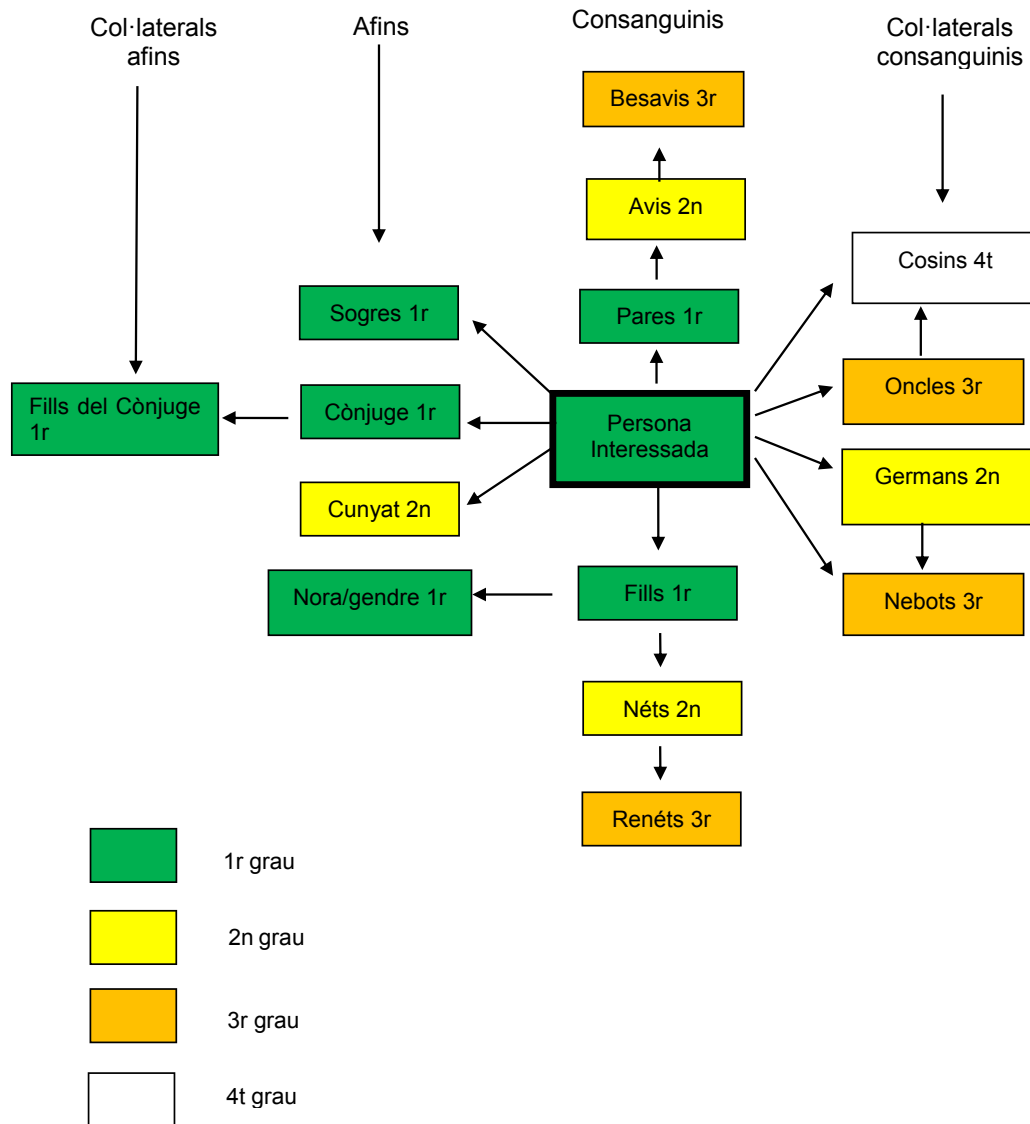 Col·laterals
afins
Afins
Consanguinis
Col·laterals
consanguinis
Besavis 3r
Avis 2n
Cosins 4t
Sogres 1r
Pares 1r
Fills del Cònjuge
1r
Cònjuge 1r
Persona
Interessada
Oncles 3r
Cunyat 2n
Germans 2n
Nora/gendre 1r
Fills 1r
Nebots 3r
Néts 2n
Renéts 3r
1r grau
2n grau
3r grau
4t grau